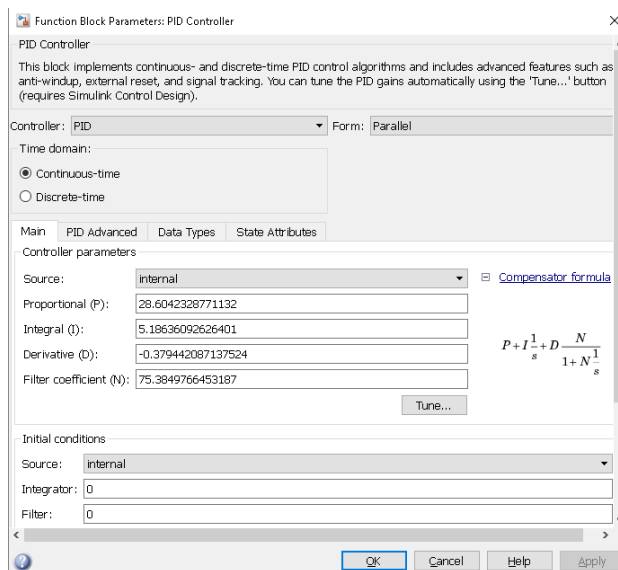 Function Block Parameters: PID Controller
PID Controller
This block implements continuous- and discrete-time PID control algorithms and includes advanced features such as
anti-windup, external reset, and signal tracking. You can tune the PID gains automatically using the 'Tune...' button
(requires Simulink Control Design).
Controller: PID Form: Parallel
Time domain:
Continuous-time
Discrete-time
Main PID Advanced Data Types State Attributes
Controller parameters
Source: internal Compensator formula
Proportional (P): 28.6042328771132
Integral (I): 5.18636092626401
Derivative (D): -0.379442087137524
Filter coefficient (N): 75.3849766453187
P + I 1/s + D N/(1 + N 1/s)
Tune...
Initial conditions
Source: internal
Integrator: 0
Filter: 0
OK Cancel Help Apply